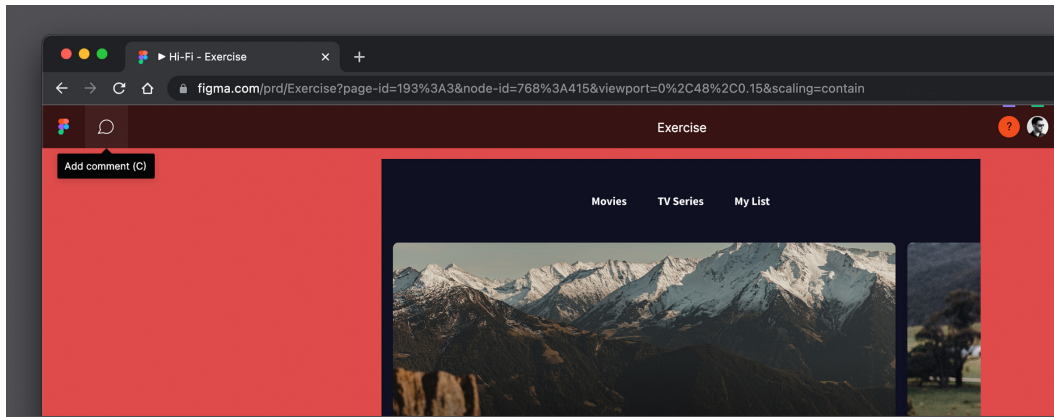 ▶ Hi-Fi - Exercise
figma.com/prd/Exercise?page-id=193%3A3&node-id=768%3A415&viewport=0%2C48%2C0.15&scaling=contain
Exercise
?
Add comment (C)
Movies TV Series My List